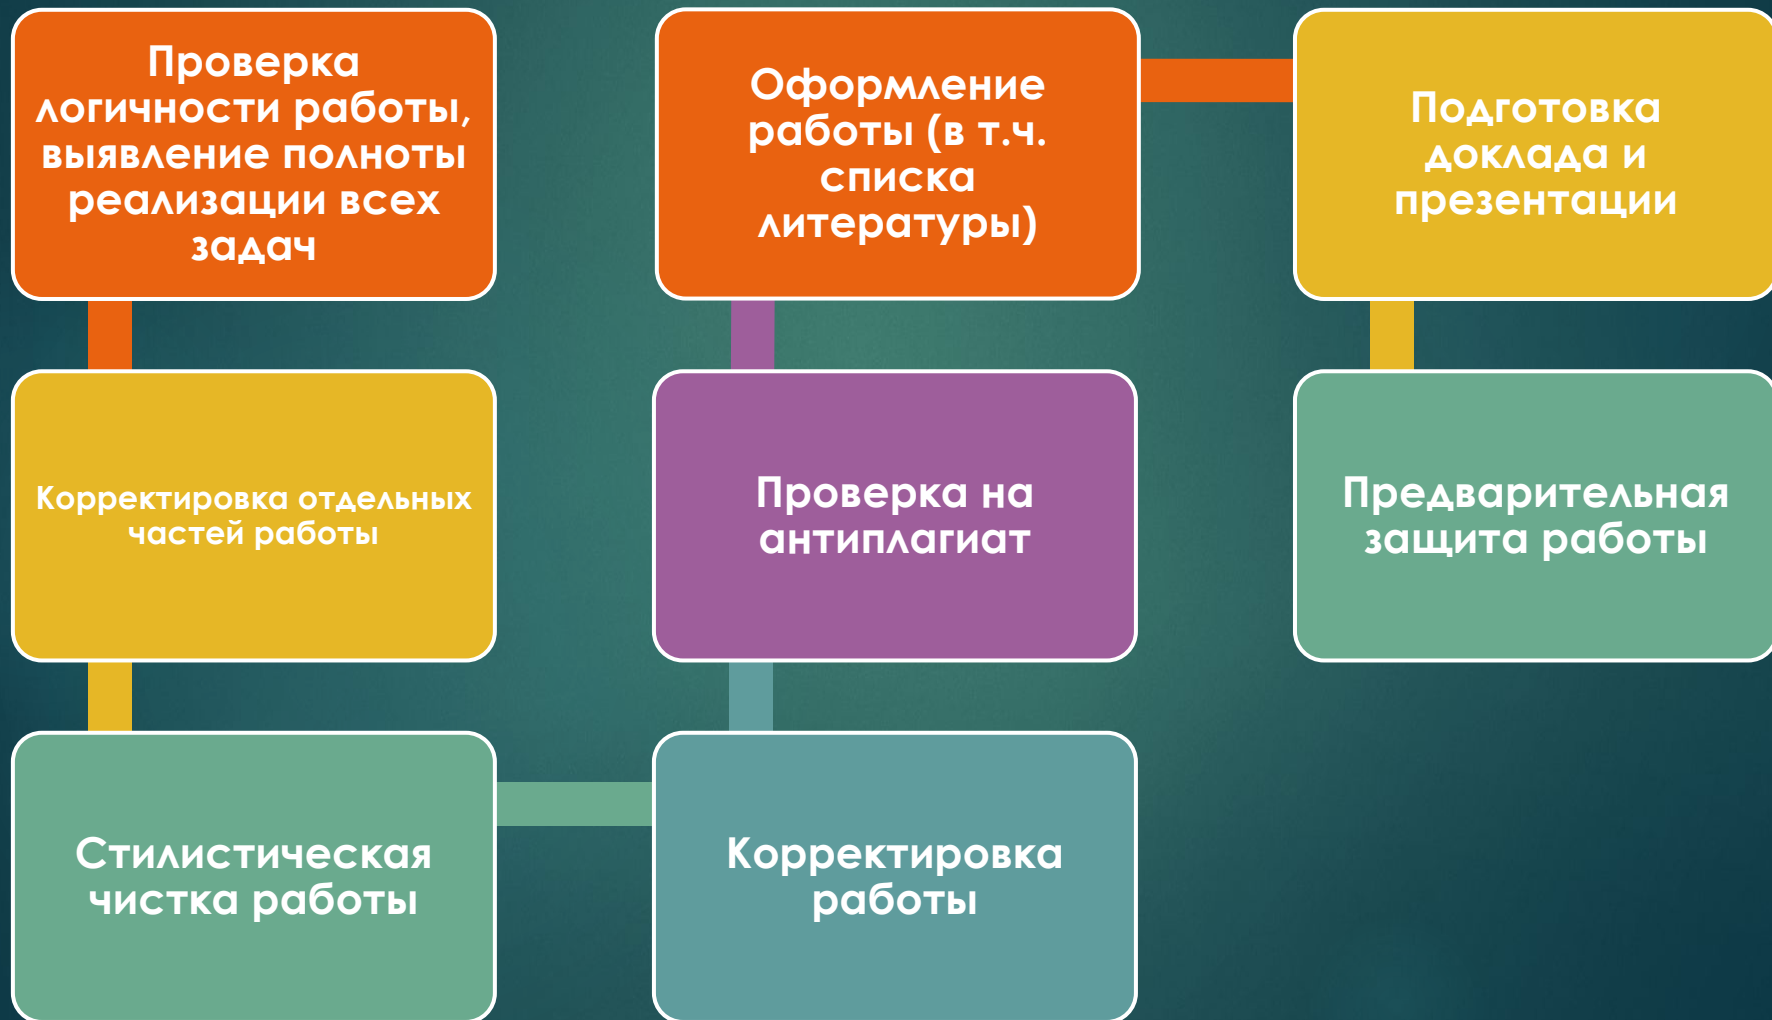 Проверка
логичности работы,
выявление полноты
реализации всех
задач
Корректировка отдельных
частей работы
Стилистическая
чистка работы
Корректировка
работы
Проверка на
антиплагиат
Оформление
работы (в т.ч.
списка
литературы)
Подготовка
доклада и
презентации
Предварительная
защита работы